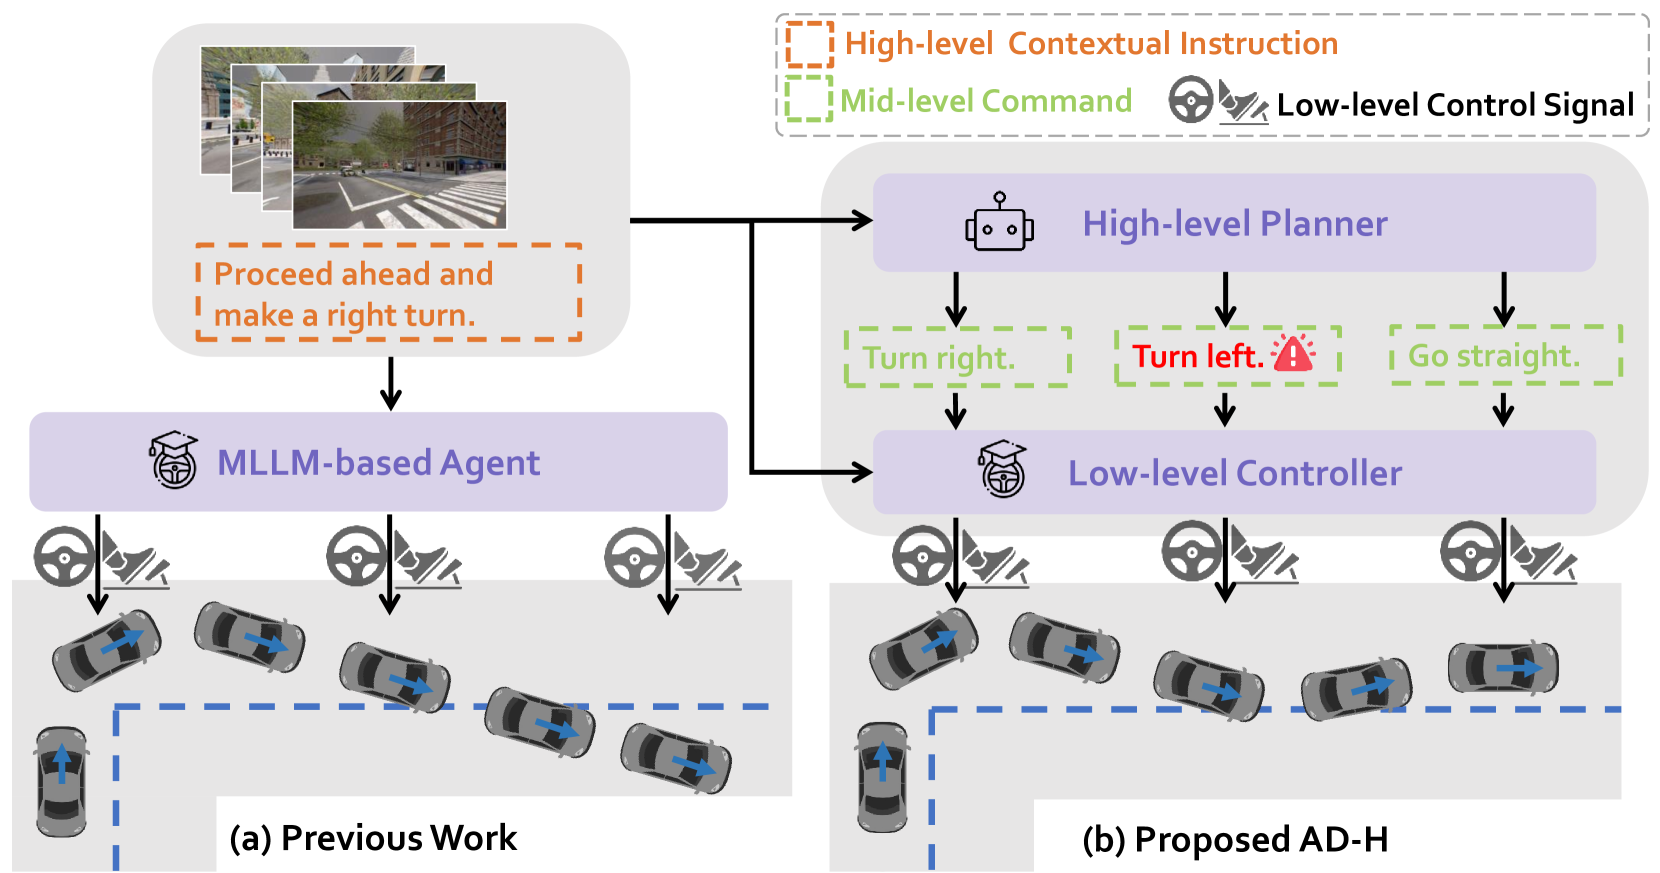 High-level Contextual Instruction
Mid-level Command
Low-level Control Signal
Proceed ahead and
make a right turn.
MLLM-based Agent
High-level Planner
Turn right.
Turn left.
Go straight.
Low-level Controller
(a) Previous Work
(b) Proposed AD-H